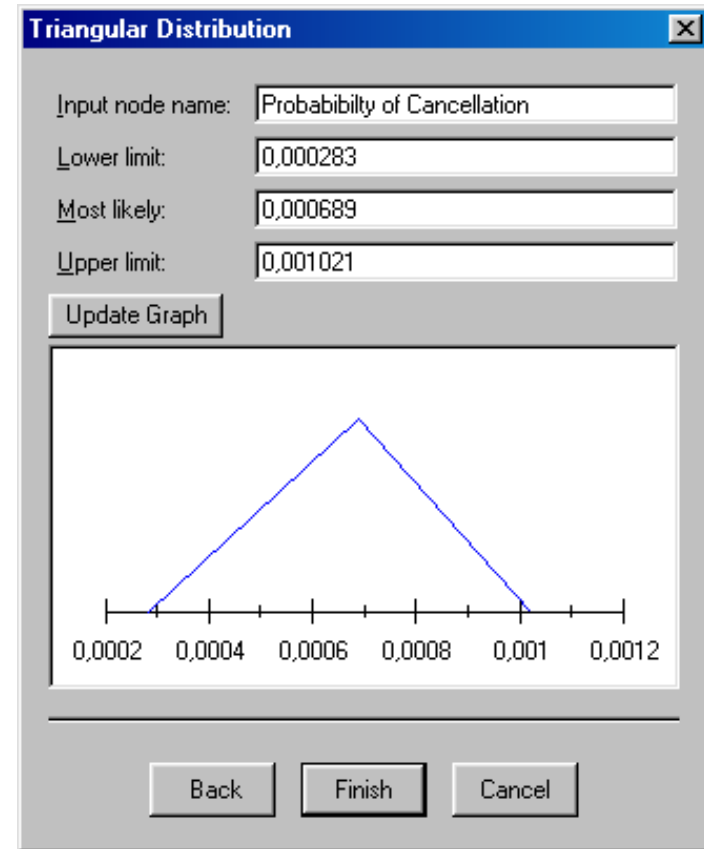 Triangular Distribution
Input node name: Probabibilty of Cancellation
Lower limit: 0,000283
Most likely: 0,000689
Upper limit: 0,001021
Update Graph
0,0002 0,0004 0,0006 0,0008 0,001 0,0012
Back Finish Cancel